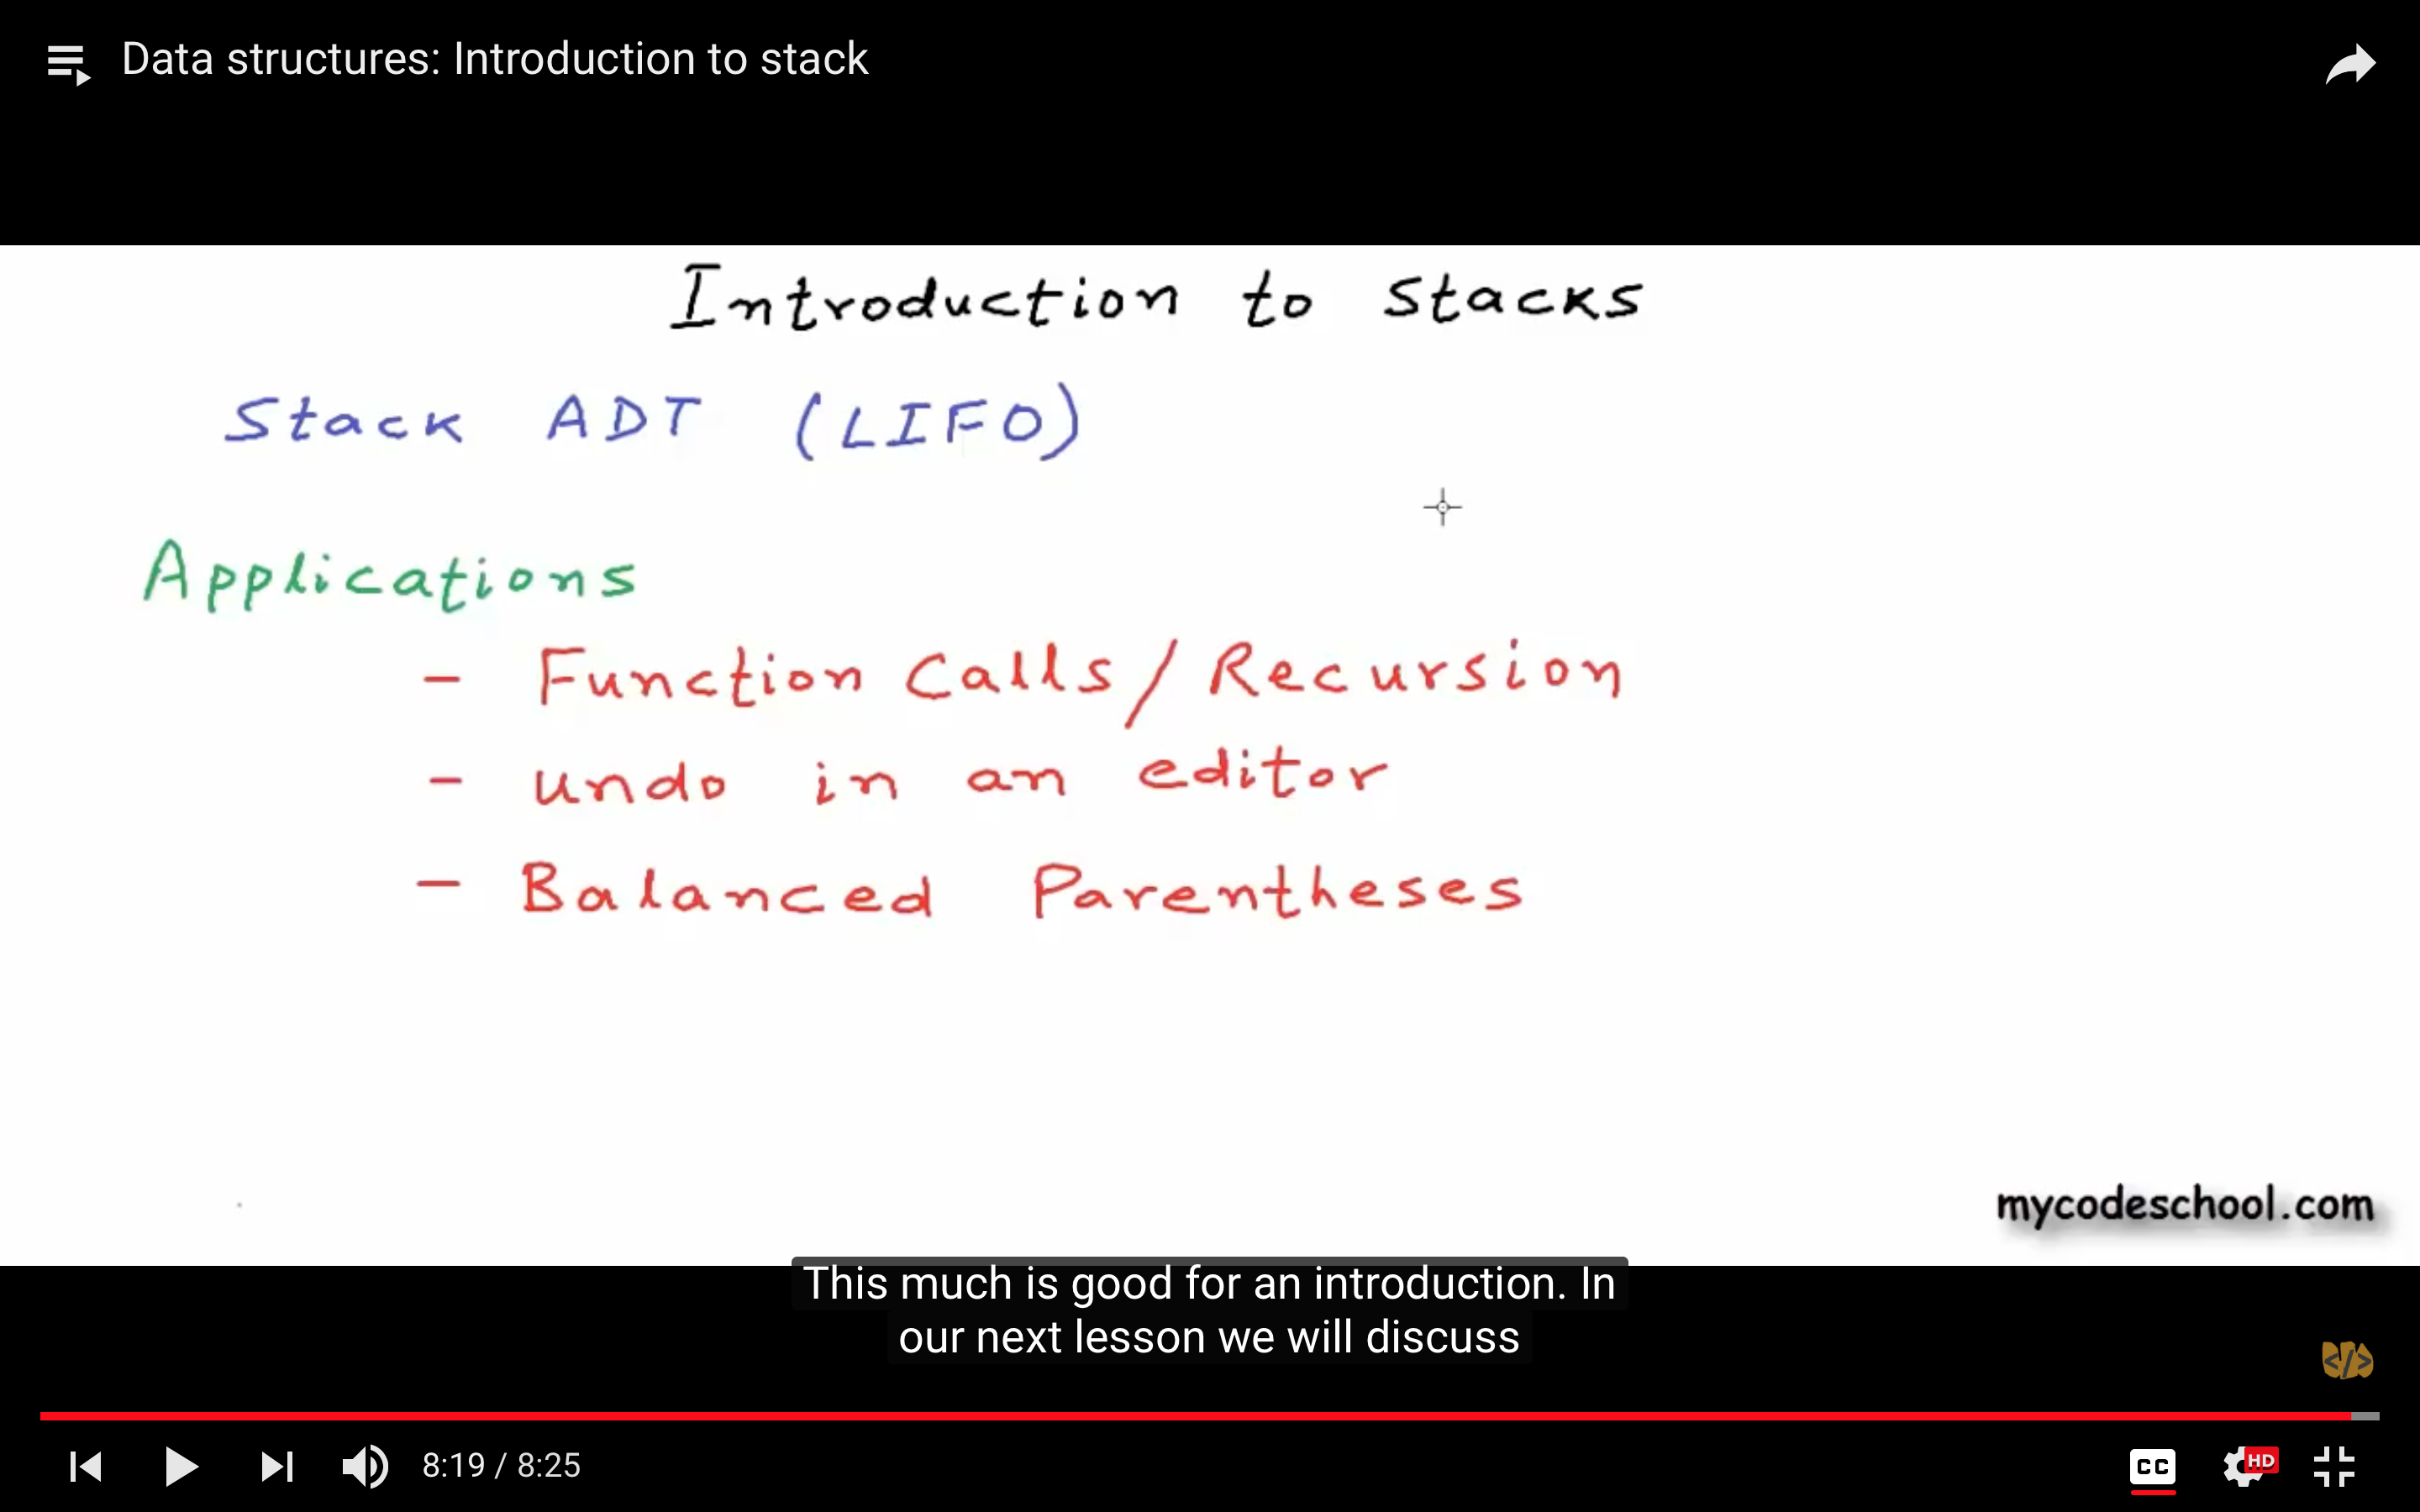 Data structures: Introduction to stack
Introduction to stacks
Stack ADT (LIFO)
Applications
- Function Calls/Recursion
- undo in an editor
- Balanced Parentheses
mycodeschool.com
This much is good for an introduction. In
our next lesson we will discuss
</>
8:19 / 8:25
CC
HD